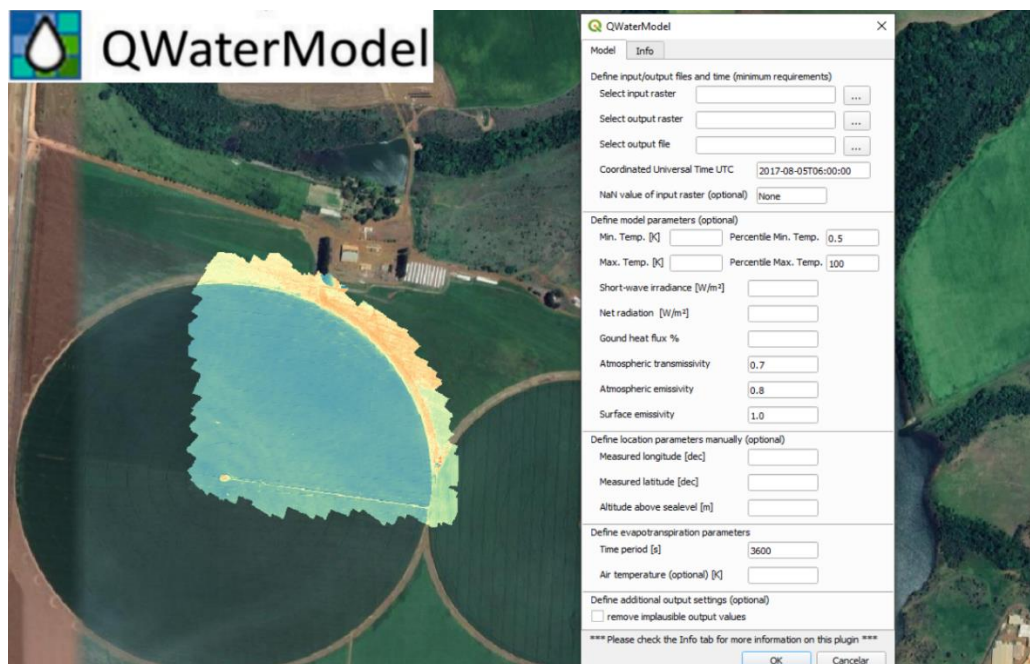 QWaterModel
QWaterModel
Model Info
Define input/output files and time (minimum requirements)
Select input raster ...
Select output raster ...
Select output file ...
Coordinated Universal Time UTC 2017-08-05T06:00:00
NaN value of input raster (optional) None
Define model parameters (optional)
Min. Temp. [K] Percentile Min. Temp. 0.5
Max. Temp. [K] Percentile Max. Temp. 100
Short-wave irradiance [W/m²]
Net radiation [W/m²]
Gound heat flux %
Atmospheric transmissivity 0.7
Atmospheric emissivity 0.8
Surface emissivity 1.0
Define location parameters manually (optional)
Measured longitude [dec]
Measured latitude [dec]
Altitude above sealevel [m]
Define evapotranspiration parameters
Time period [s] 3600
Air temperature (optional) [K]
Define additional output settings (optional)
remove implausible output values
*** Please check the Info tab for more information on this plugin ***
OK Cancelar